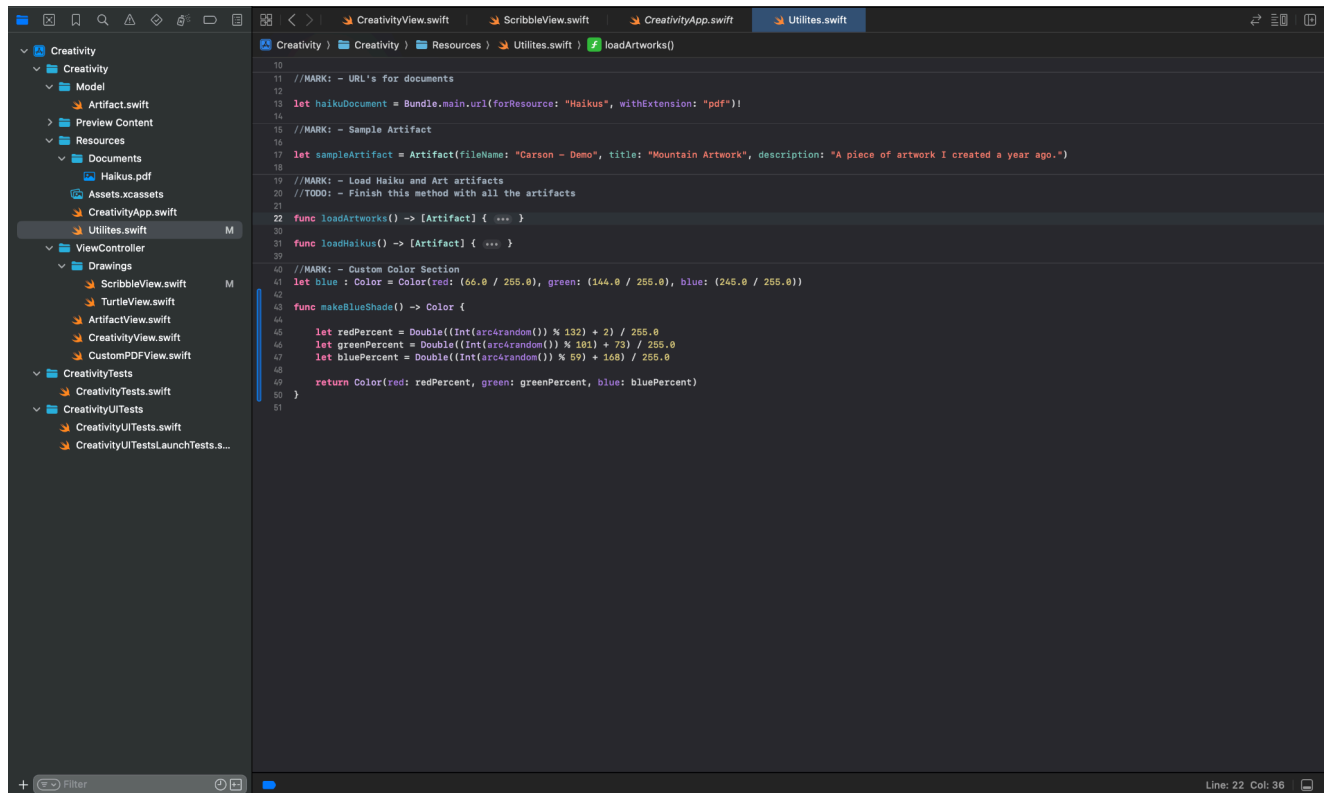 CreativityView.swift
ScribbleView.swift
CreativityApp.swift
Utilites.swift
Creativity
Creativity
Resources
Utilites.swift
loadArtworks()
Creativity
Creativity
Model
Artifact.swift
Preview Content
Resources
Documents
Haikus.pdf
Assets.xcassets
CreativityApp.swift
Utilites.swift M
ViewController
Drawings
ScribbleView.swift M
TurtleView.swift
ArtifactView.swift
CreativityView.swift
CustomPDFView.swift
CreativityTests
CreativityTests.swift
CreativityUITests
CreativityUITests.swift
CreativityUITestsLaunchTests.s...
Filter
10
11 //MARK: - URL's for documents
12
13 let haikuDocument = Bundle.main.url(forResource: "Haikus", withExtension: "pdf")!
14
15 //MARK: - Sample Artifact
16
17 let sampleArtifact = Artifact(fileName: "Carson - Demo", title: "Mountain Artwork", description: "A piece of artwork I created a year ago.")
18
19 //MARK: - Load Haiku and Art artifacts
20 //TODO: - Finish this method with all the artifacts
21
22 func loadArtworks() -> [Artifact] { ... }
30
31 func loadHaikus() -> [Artifact] { ... }
39
40 //MARK: - Custom Color Section
41 let blue : Color = Color(red: (66.0 / 255.0), green: (144.0 / 255.0), blue: (245.0 / 255.0))
42
43 func makeBlueShade() -> Color {
44
45 let redPercent = Double((Int(arc4random()) % 132) + 2) / 255.0
46 let greenPercent = Double((Int(arc4random()) % 101) + 73) / 255.0
47 let bluePercent = Double((Int(arc4random()) % 59) + 168) / 255.0
48
49 return Color(red: redPercent, green: greenPercent, blue: bluePercent)
50 }
51
Line: 22 Col: 36